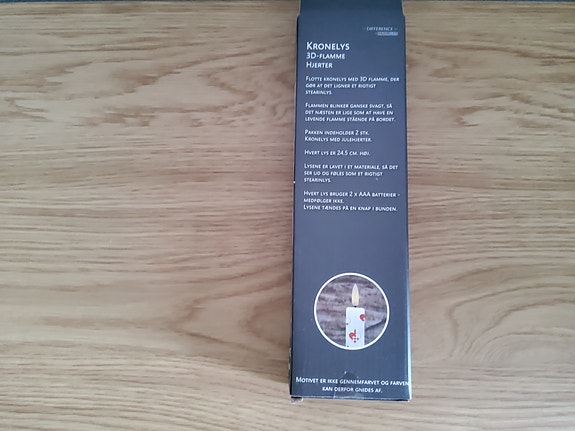 DIFFERENCE
KRONELYS
3D-FLAMME
HJERTER
FLOTTE KRONELYS MED 3D FLAMME, DER
GØR AT DET LIGNER ET RIGTIGT
STEARINLYS.
FLAMMEN BLINKER GANSKE SVAGT, SÅ
DET NÆSTEN ER LIGE SOM AT HAVE EN
LEVENDE FLAMME STÅENDE PÅ BORDET.
PAKKEN INDEHOLDER 2 STK.
KRONELYS MED JULEHJERTER.
HVERT LYS ER 24,5 CM. HØJ.
LYSENE ER LAVET I ET MATERIALE, SÅ DET
SER UD OG FØLES SOM ET RIGTIGT
STEARINLYS.
HVERT LYS BRUGER 2 X AAA BATTERIER -
MEDFØLGER IKKE.
LYSENE TÆNDES PÅ EN KNAP I BUNDEN.
MOTIVET ER IKKE GENNEMFARVET OG FARVEN
KAN DERFOR GNIDES AF.